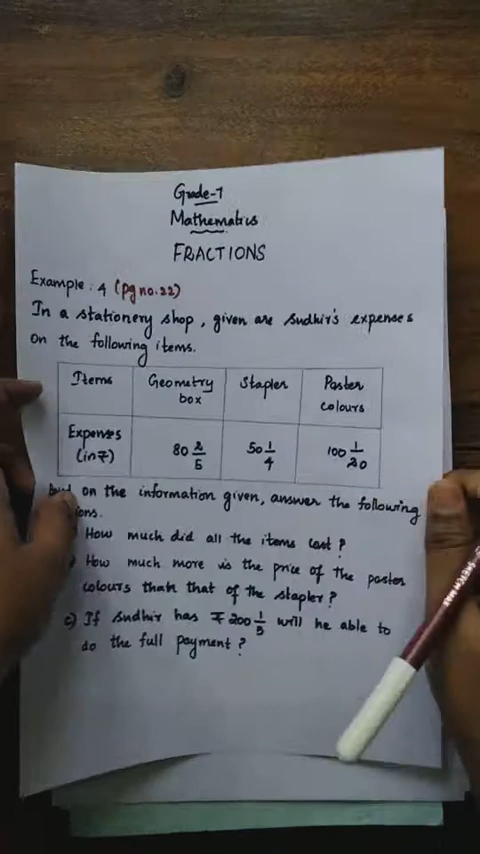 Grade-7
Mathematics
FRACTIONS
Example : 4 (pg no.22)
In a stationery shop, given are Sudhir's expenses
on the following items.
Items Geometry box Stapler Poster colours
Expenses (in ₹) 80 2/5 50 1/4 100 1/20
on the information given, answer the following
How much did all the items cost ?
How much more is the price of the poster
colours than that of the stapler ?
c) If Sudhir has ₹ 200 1/5 will he able to
do the full payment ?
SKETCH MAX